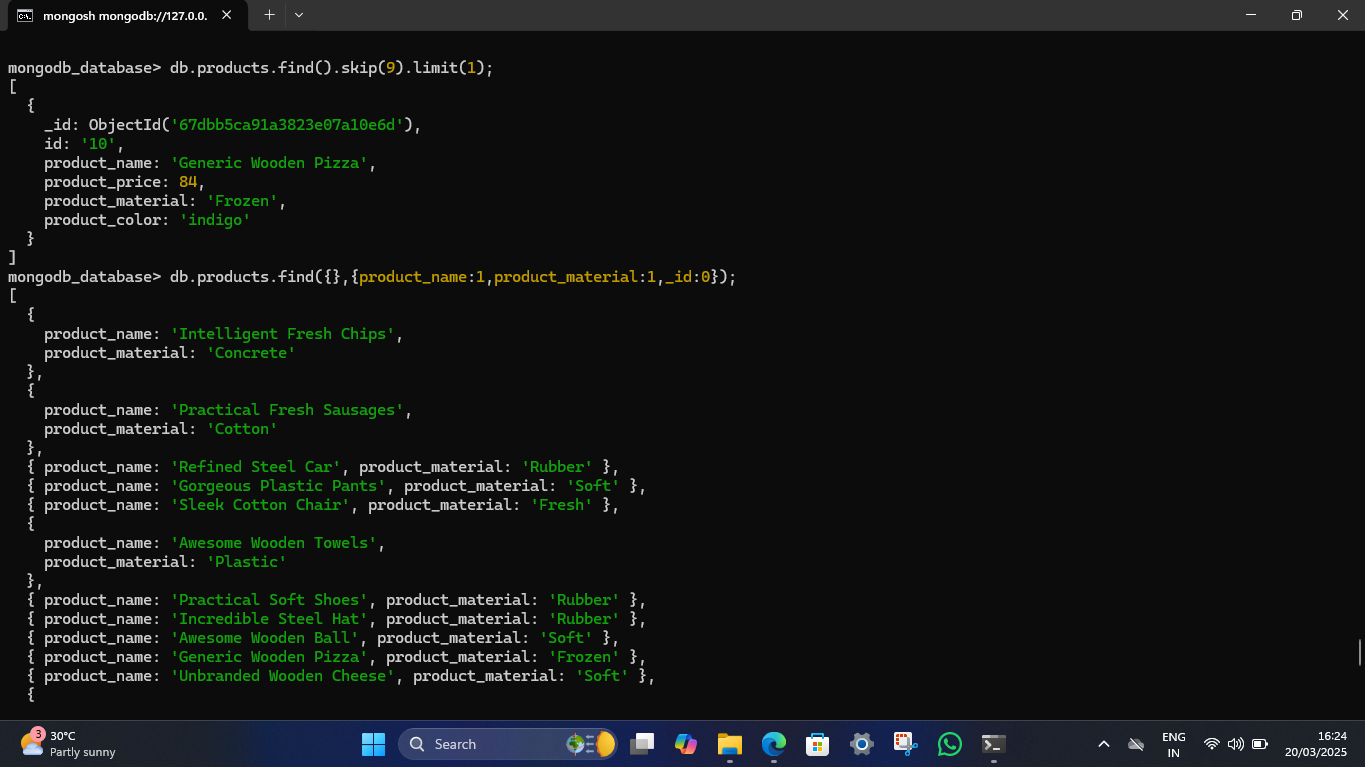 mongosh mongodb://127.0.0.
mongodb_database> db.products.find().skip(9).limit(1);
[
  {
    _id: ObjectId('67dbb5ca91a3823e07a10e6d'),
    id: '10',
    product_name: 'Generic Wooden Pizza',
    product_price: 84,
    product_material: 'Frozen',
    product_color: 'indigo'
  }
]
mongodb_database> db.products.find({},{product_name:1,product_material:1,_id:0});
[
  {
    product_name: 'Intelligent Fresh Chips',
    product_material: 'Concrete'
  },
  {
    product_name: 'Practical Fresh Sausages',
    product_material: 'Cotton'
  },
  { product_name: 'Refined Steel Car', product_material: 'Rubber' },
  { product_name: 'Gorgeous Plastic Pants', product_material: 'Soft' },
  { product_name: 'Sleek Cotton Chair', product_material: 'Fresh' },
  {
    product_name: 'Awesome Wooden Towels',
    product_material: 'Plastic'
  },
  { product_name: 'Practical Soft Shoes', product_material: 'Rubber' },
  { product_name: 'Incredible Steel Hat', product_material: 'Rubber' },
  { product_name: 'Awesome Wooden Ball', product_material: 'Soft' },
  { product_name: 'Generic Wooden Pizza', product_material: 'Frozen' },
  { product_name: 'Unbranded Wooden Cheese', product_material: 'Soft' },
  {
3
30°C
Partly sunny
Search
ENG
IN
16:24
20/03/2025